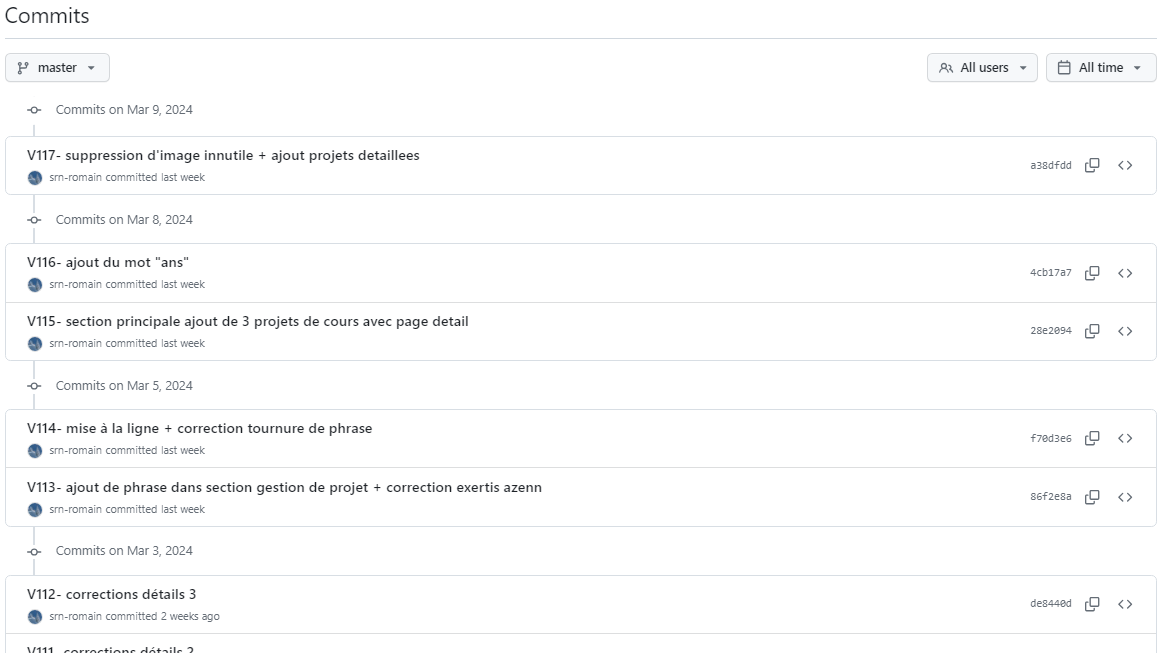 Commits
master
All users
All time
Commits on Mar 9, 2024
V117- suppression d'image innutile + ajout projets detaillees
srn-romain committed last week
a38dfdd
Commits on Mar 8, 2024
V116- ajout du mot "ans"
srn-romain committed last week
4cb17a7
V115- section principale ajout de 3 projets de cours avec page detail
srn-romain committed last week
28e2094
Commits on Mar 5, 2024
V114- mise à la ligne + correction tournure de phrase
srn-romain committed last week
f70d3e6
V113- ajout de phrase dans section gestion de projet + correction exertis azenn
srn-romain committed last week
86f2e8a
Commits on Mar 3, 2024
V112- corrections détails 3
srn-romain committed 2 weeks ago
de8440d
V111- corrections détails 2